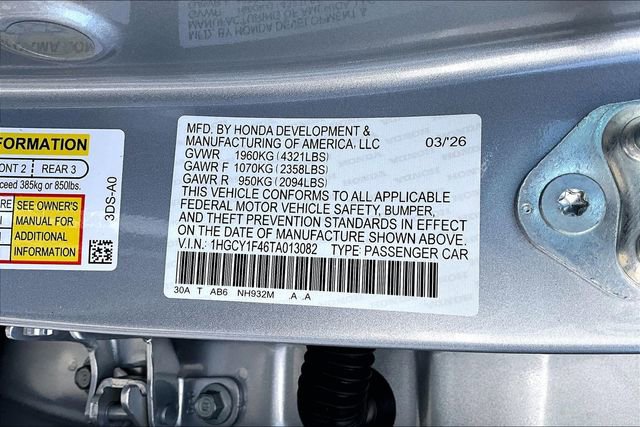 FORMATION
ONT 2 REAR 3
ceed 385kg or 850lbs.
SEE OWNER'S
MANUAL FOR
ADDITIONAL
INFORMATION
3DS-A0
MFD. BY HONDA DEVELOPMENT &
MANUFACTURING OF AMERICA, LLC 03/26
GVWR 1960KG (4321LBS)
GAWR F 1070KG (2358LBS)
GAWR R 950KG (2094LBS)
THIS VEHICLE CONFORMS TO ALL APPLICABLE
FEDERAL MOTOR VEHICLE SAFETY, BUMPER,
AND THEFT PREVENTION STANDARDS IN EFFECT
ON THE DATE OF MANUFACTURE SHOWN ABOVE.
V.I.N: 1HGCY1F46TA013082 TYPE: PASSENGER CAR
30A T AB6 NH932M .A .A